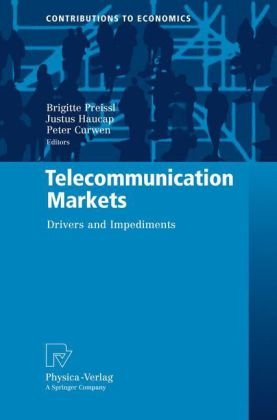 CONTRIBUTIONS TO ECONOMICS
Brigitte Preissl
Justus Haucap
Peter Curwen
Editors
Telecommunication
Markets
Drivers and Impediments
Physica-Verlag
A Springer Company